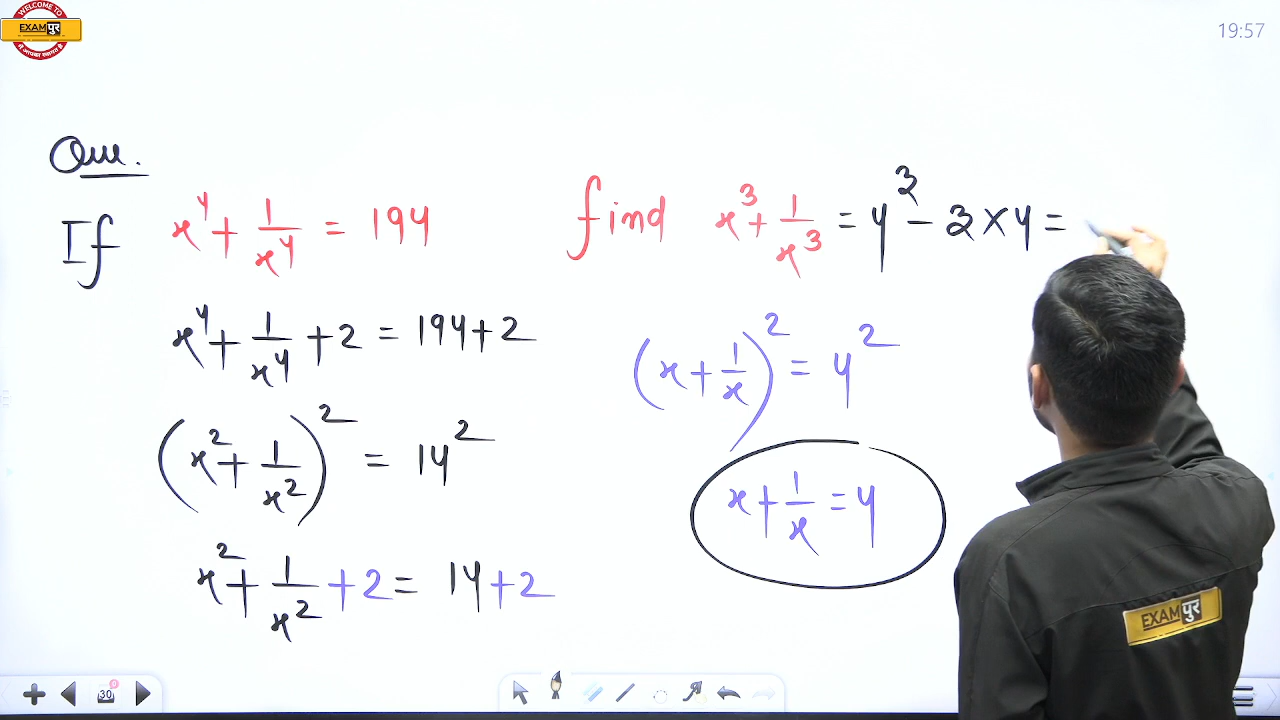 WELCOME TO
EXAMपुर
में आपका स्वागत है
19:57
Que.
If x⁴ + 1/x⁴ = 194 find x³ + 1/x³ = 4³ - 3 × 4 =
x⁴ + 1/x⁴ + 2 = 194 + 2
(x + 1/x)² = 4²
(x² + 1/x²)² = 14²
x + 1/x = 4
x² + 1/x² + 2 = 14 + 2
EXAMपुर
30